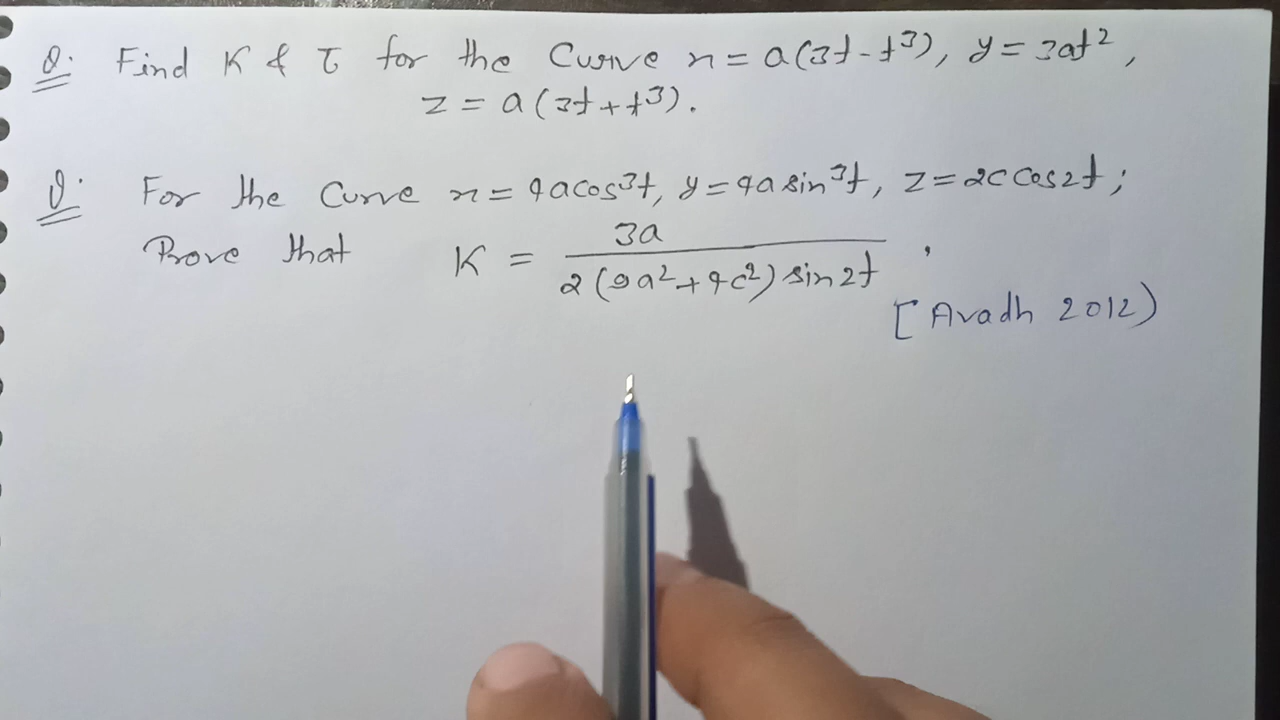 Q. Find K & τ for the Curve x = a(3t - t³), y = 3at²,
z = a(3t + t³).
Q. For the Curve x = 4a cos³t, y = 4a sin³t, z = 2c cos2t;
Prove that K = 3a / 2(9a² + 4c²) sin2t .
[Avadh 2012)